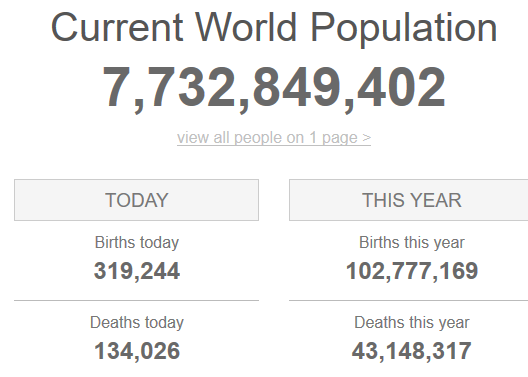 Current World Population
7,732,849,402
view all people on 1 page >
TODAY
Births today
319,244
Deaths today
134,026
THIS YEAR
Births this year
102,777,169
Deaths this year
43,148,317